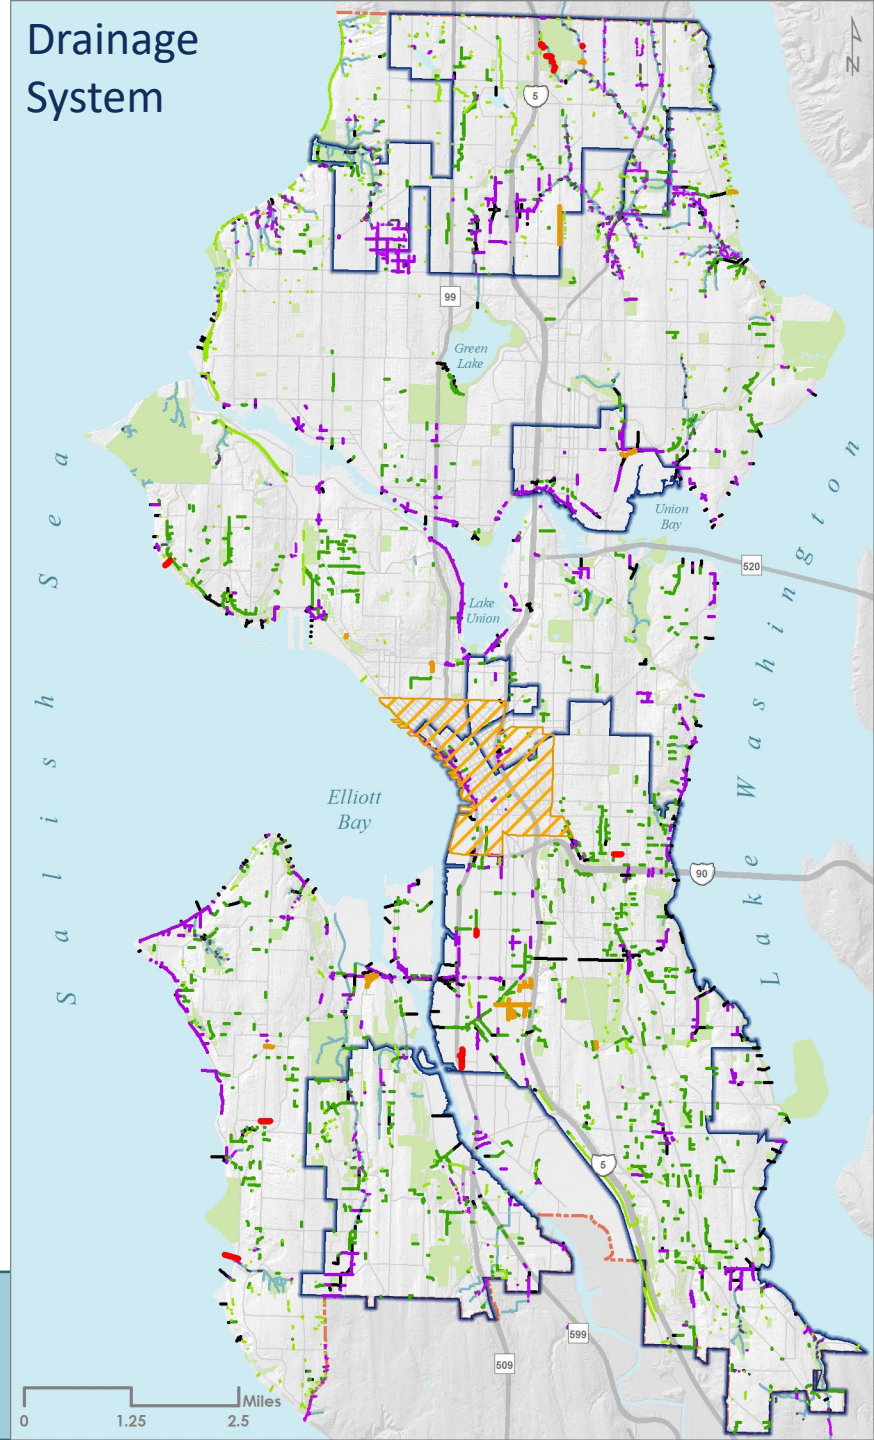 Drainage
System
N
5
99
Green
Lake
Salish Sea
Union
Bay
Lake Washington
520
Lake
Union
Elliott
Bay
90
5
599
509
Miles
0 1.25 2.5